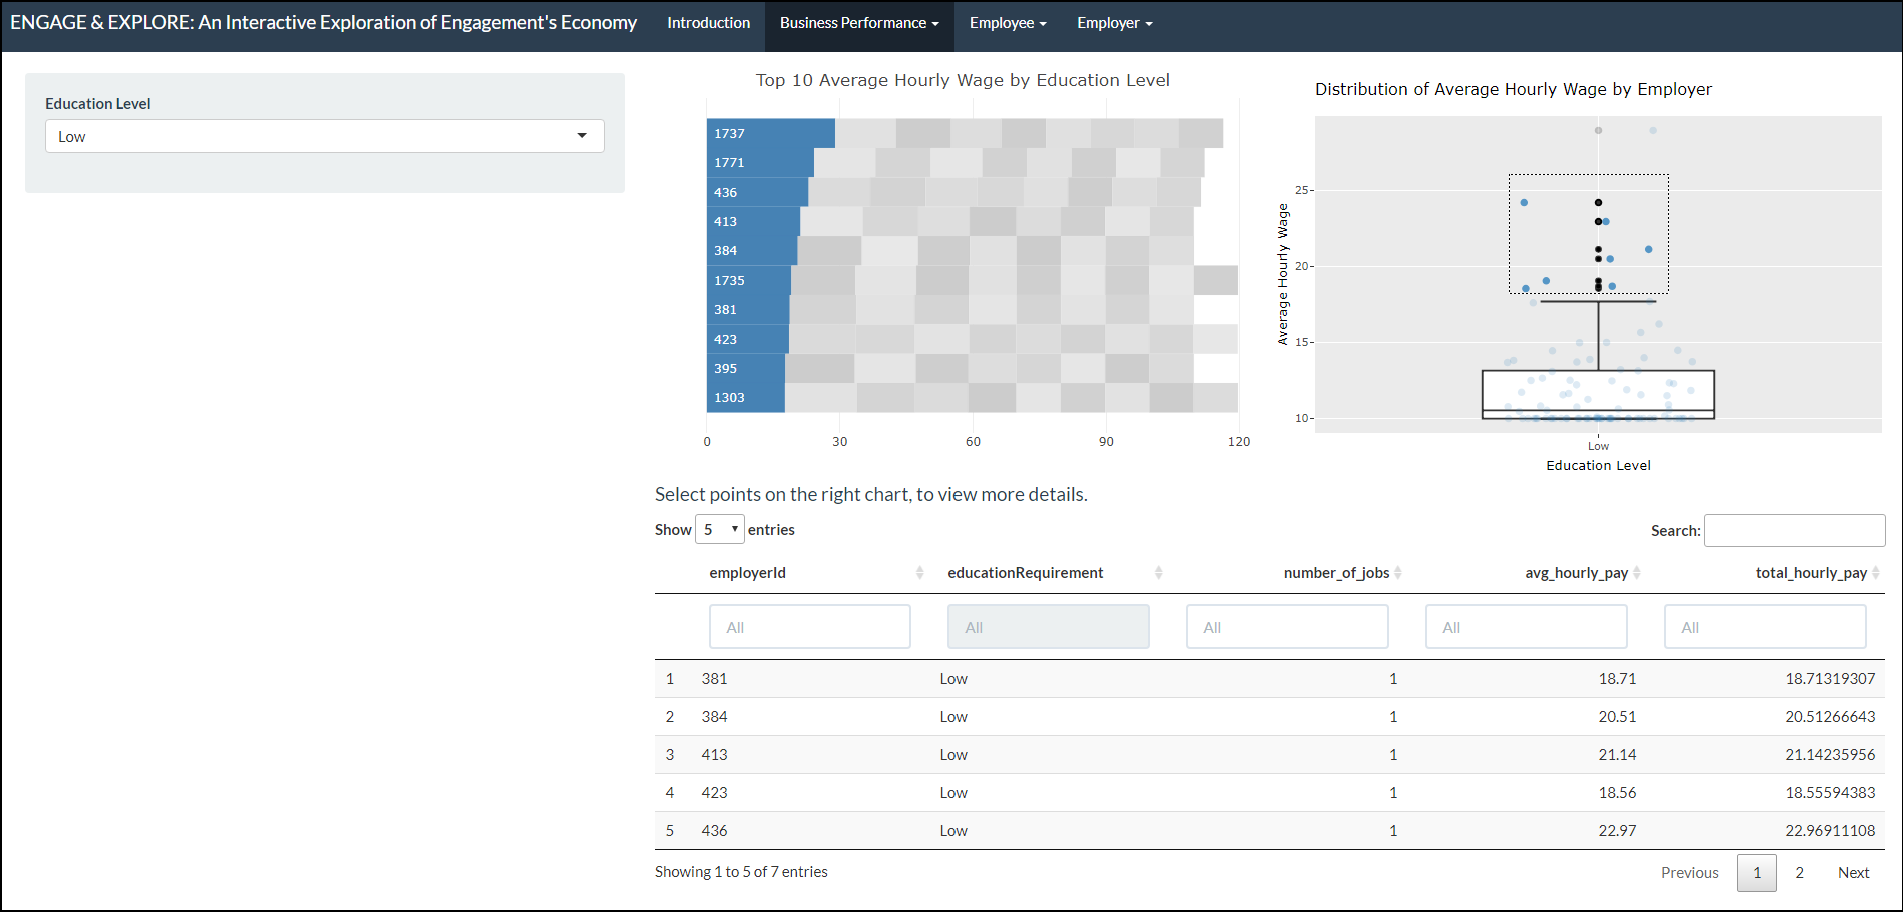 ENGAGE & EXPLORE: An Interactive Exploration of Engagement's Economy Introduction Business Performance Employee Employer
Education Level
Low
Top 10 Average Hourly Wage by Education Level
1737
1771
436
413
384
1735
381
423
395
1303
0 30 60 90 120
Distribution of Average Hourly Wage by Employer
Average Hourly Wage
25
20
15
10
Low
Education Level
Select points on the right chart, to view more details.
Show 5 entries Search:
employerId educationRequirement number_of_jobs avg_hourly_pay total_hourly_pay
All All All All All
1 381 Low 1 18.71 18.71319307
2 384 Low 1 20.51 20.51266643
3 413 Low 1 21.14 21.14235956
4 423 Low 1 18.56 18.55594383
5 436 Low 1 22.97 22.96911108
Showing 1 to 5 of 7 entries Previous 1 2 Next